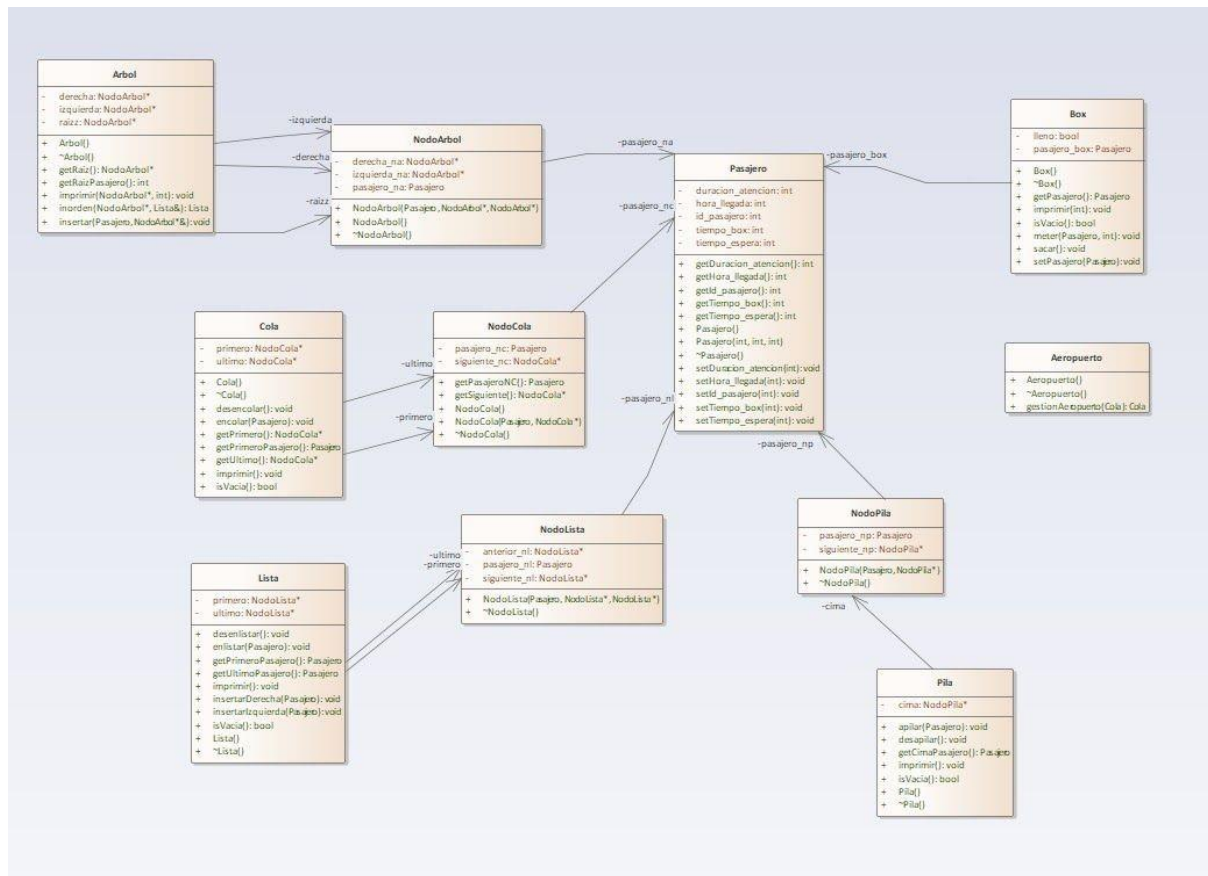 Arbol
- derecha: NodoArbol*
- izquierda: NodoArbol*
- raizz: NodoArbol*
+ Arbol()
+ ~Arbol()
+ getRaiz(): NodoArbol*
+ getRaizPasajero(): int
+ imprimir(NodoArbol*, int): void
+ inorden(NodoArbol*, Lista&): Lista
+ insertar(Pasajero, NodoArbol*&): void
-izquierda
-derecha
-raizz
NodoArbol
- derecha_na: NodoArbol*
- izquierda_na: NodoArbol*
- pasajero_na: Pasajero
+ NodoArbol(Pasajero, NodoArbol*, NodoArbol*)
+ NodoArbol()
+ ~NodoArbol()
-pasajero_na
-pasajero_nc
-pasajero_nl
-pasajero_np
-pasajero_box
Pasajero
- duracion_atencion: int
- hora_llegada: int
- id_pasajero: int
- tiempo_box: int
- tiempo_espera: int
+ getDuracion_atencion(): int
+ getHora_llegada(): int
+ getId_pasajero(): int
+ getTiempo_box(): int
+ getTiempo_espera(): int
+ Pasajero()
+ Pasajero(int, int, int)
+ ~Pasajero()
+ setDuracion_atencion(int): void
+ setHora_llegada(int): void
+ setId_pasajero(int): void
+ setTiempo_box(int): void
+ setTiempo_espera(int): void
Box
- lleno: bool
- pasajero_box: Pasajero
+ Box()
+ ~Box()
+ getPasajero(): Pasajero
+ imprimir(int): void
+ isVacio(): bool
+ meter(Pasajero, int): void
+ sacar(): void
+ setPasajero(Pasajero): void
Aeropuerto
+ Aeropuerto()
+ ~Aeropuerto()
+ gestionAeropuerto(Cola): Cola
Cola
- primero: NodoCola*
- ultimo: NodoCola*
+ Cola()
+ ~Cola()
+ desencolar(): void
+ encolar(Pasajero): void
+ getPrimero(): NodoCola*
+ getPrimeroPasajero(): Pasajero
+ getUltimo(): NodoCola*
+ imprimir(): void
+ isVacia(): bool
-ultimo
-primero
NodoCola
- pasajero_nc: Pasajero
- siguiente_nc: NodoCola*
+ getPasajeroNC(): Pasajero
+ getSiguiente(): NodoCola*
+ NodoCola()
+ NodoCola(Pasajero, NodoCola*)
+ ~NodoCola()
Lista
- primero: NodoLista*
- ultimo: NodoLista*
+ desenlistar(): void
+ enlistar(Pasajero): void
+ getPrimeroPasajero(): Pasajero
+ getUltimoPasajero(): Pasajero
+ imprimir(): void
+ insertarDerecha(Pasajero): void
+ insertarIzquierda(Pasajero): void
+ isVacia(): bool
+ Lista()
+ ~Lista()
-ultimo
-primero
NodoLista
- anterior_nl: NodoLista*
- pasajero_nl: Pasajero
- siguiente_nl: NodoLista*
+ NodoLista(Pasajero, NodoLista*, NodoLista*)
+ ~NodoLista()
NodoPila
- pasajero_np: Pasajero
- siguiente_np: NodoPila*
+ NodoPila(Pasajero, NodoPila*)
+ ~NodoPila()
-cima
Pila
- cima: NodoPila*
+ apilar(Pasajero): void
+ desapilar(): void
+ getCimaPasajero(): Pasajero
+ imprimir(): void
+ isVacia(): bool
+ Pila()
+ ~Pila()